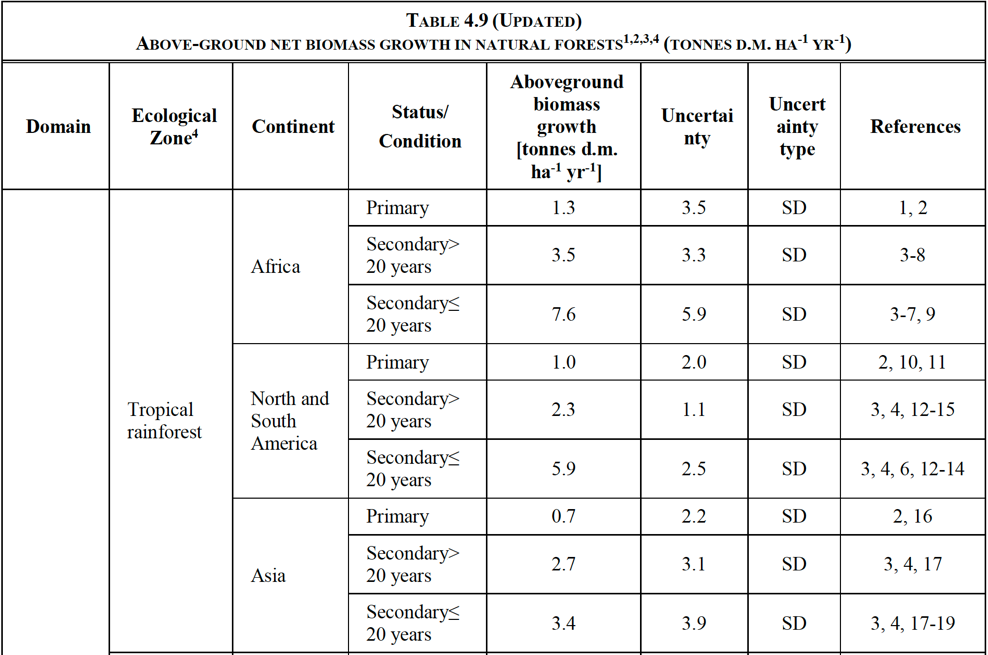 TABLE 4.9 (UPDATED)
ABOVE-GROUND NET BIOMASS GROWTH IN NATURAL FORESTS1,2,3,4 (TONNES D.M. HA-1 YR-1)
Domain Ecological Zone4 Continent Status/ Condition Aboveground biomass growth [tonnes d.m. ha-1 yr-1] Uncertai nty Uncert ainty type References
Tropical rainforest
Africa
Primary 1.3 3.5 SD 1, 2
Secondary> 20 years 3.5 3.3 SD 3-8
Secondary≤ 20 years 7.6 5.9 SD 3-7, 9
North and South America
Primary 1.0 2.0 SD 2, 10, 11
Secondary> 20 years 2.3 1.1 SD 3, 4, 12-15
Secondary≤ 20 years 5.9 2.5 SD 3, 4, 6, 12-14
Asia
Primary 0.7 2.2 SD 2, 16
Secondary> 20 years 2.7 3.1 SD 3, 4, 17
Secondary≤ 20 years 3.4 3.9 SD 3, 4, 17-19